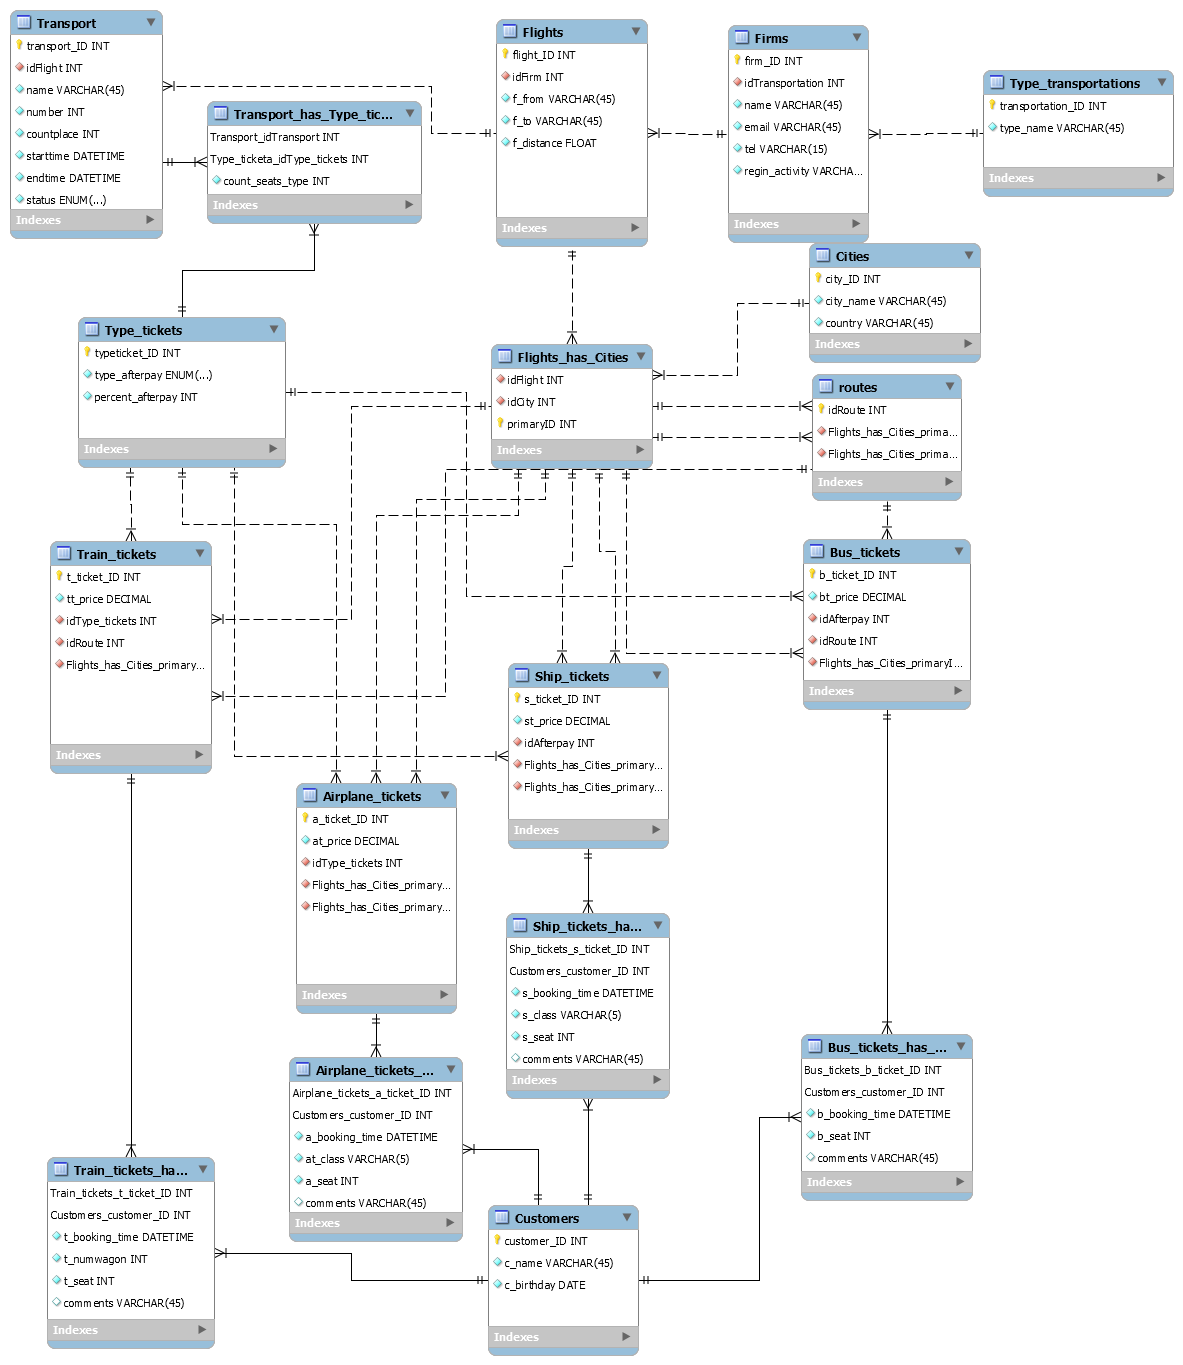 Transport
transport_ID INT
idFlight INT
name VARCHAR(45)
number INT
countplace INT
starttime DATETIME
endtime DATETIME
status ENUM(...)
Indexes
Transport_has_Type_tic...
Transport_idTransport INT
Type_ticketa_idType_tickets INT
count_seats_type INT
Indexes
Flights
flight_ID INT
idFirm INT
f_from VARCHAR(45)
f_to VARCHAR(45)
f_distance FLOAT
Indexes
Firms
firm_ID INT
idTransportation INT
name VARCHAR(45)
email VARCHAR(45)
tel VARCHAR(15)
regin_activity VARCHA...
Indexes
Type_transportations
transportation_ID INT
type_name VARCHAR(45)
Indexes
Cities
city_ID INT
city_name VARCHAR(45)
country VARCHAR(45)
Indexes
Type_tickets
typeticket_ID INT
type_afterpay ENUM(...)
percent_afterpay INT
Indexes
Flights_has_Cities
idFlight INT
idCity INT
primaryID INT
Indexes
routes
idRoute INT
Flights_has_Cities_prima...
Flights_has_Cities_prima...
Indexes
Train_tickets
t_ticket_ID INT
tt_price DECIMAL
idType_tickets INT
idRoute INT
Flights_has_Cities_primary...
Indexes
Bus_tickets
b_ticket_ID INT
bt_price DECIMAL
idAfterpay INT
idRoute INT
Flights_has_Cities_primaryI...
Indexes
Ship_tickets
s_ticket_ID INT
st_price DECIMAL
idAfterpay INT
Flights_has_Cities_primary...
Flights_has_Cities_primary...
Indexes
Airplane_tickets
a_ticket_ID INT
at_price DECIMAL
idType_tickets INT
Flights_has_Cities_primary...
Flights_has_Cities_primary...
Indexes
Ship_tickets_ha...
Ship_tickets_s_ticket_ID INT
Customers_customer_ID INT
s_booking_time DATETIME
s_class VARCHAR(5)
s_seat INT
comments VARCHAR(45)
Indexes
Bus_tickets_has_...
Bus_tickets_b_ticket_ID INT
Customers_customer_ID INT
b_booking_time DATETIME
b_seat INT
comments VARCHAR(45)
Indexes
Airplane_tickets_...
Airplane_tickets_a_ticket_ID INT
Customers_customer_ID INT
a_booking_time DATETIME
at_class VARCHAR(5)
a_seat INT
comments VARCHAR(45)
Indexes
Train_tickets_ha...
Train_tickets_t_ticket_ID INT
Customers_customer_ID INT
t_booking_time DATETIME
t_numwagon INT
t_seat INT
comments VARCHAR(45)
Indexes
Customers
customer_ID INT
c_name VARCHAR(45)
c_birthday DATE
Indexes